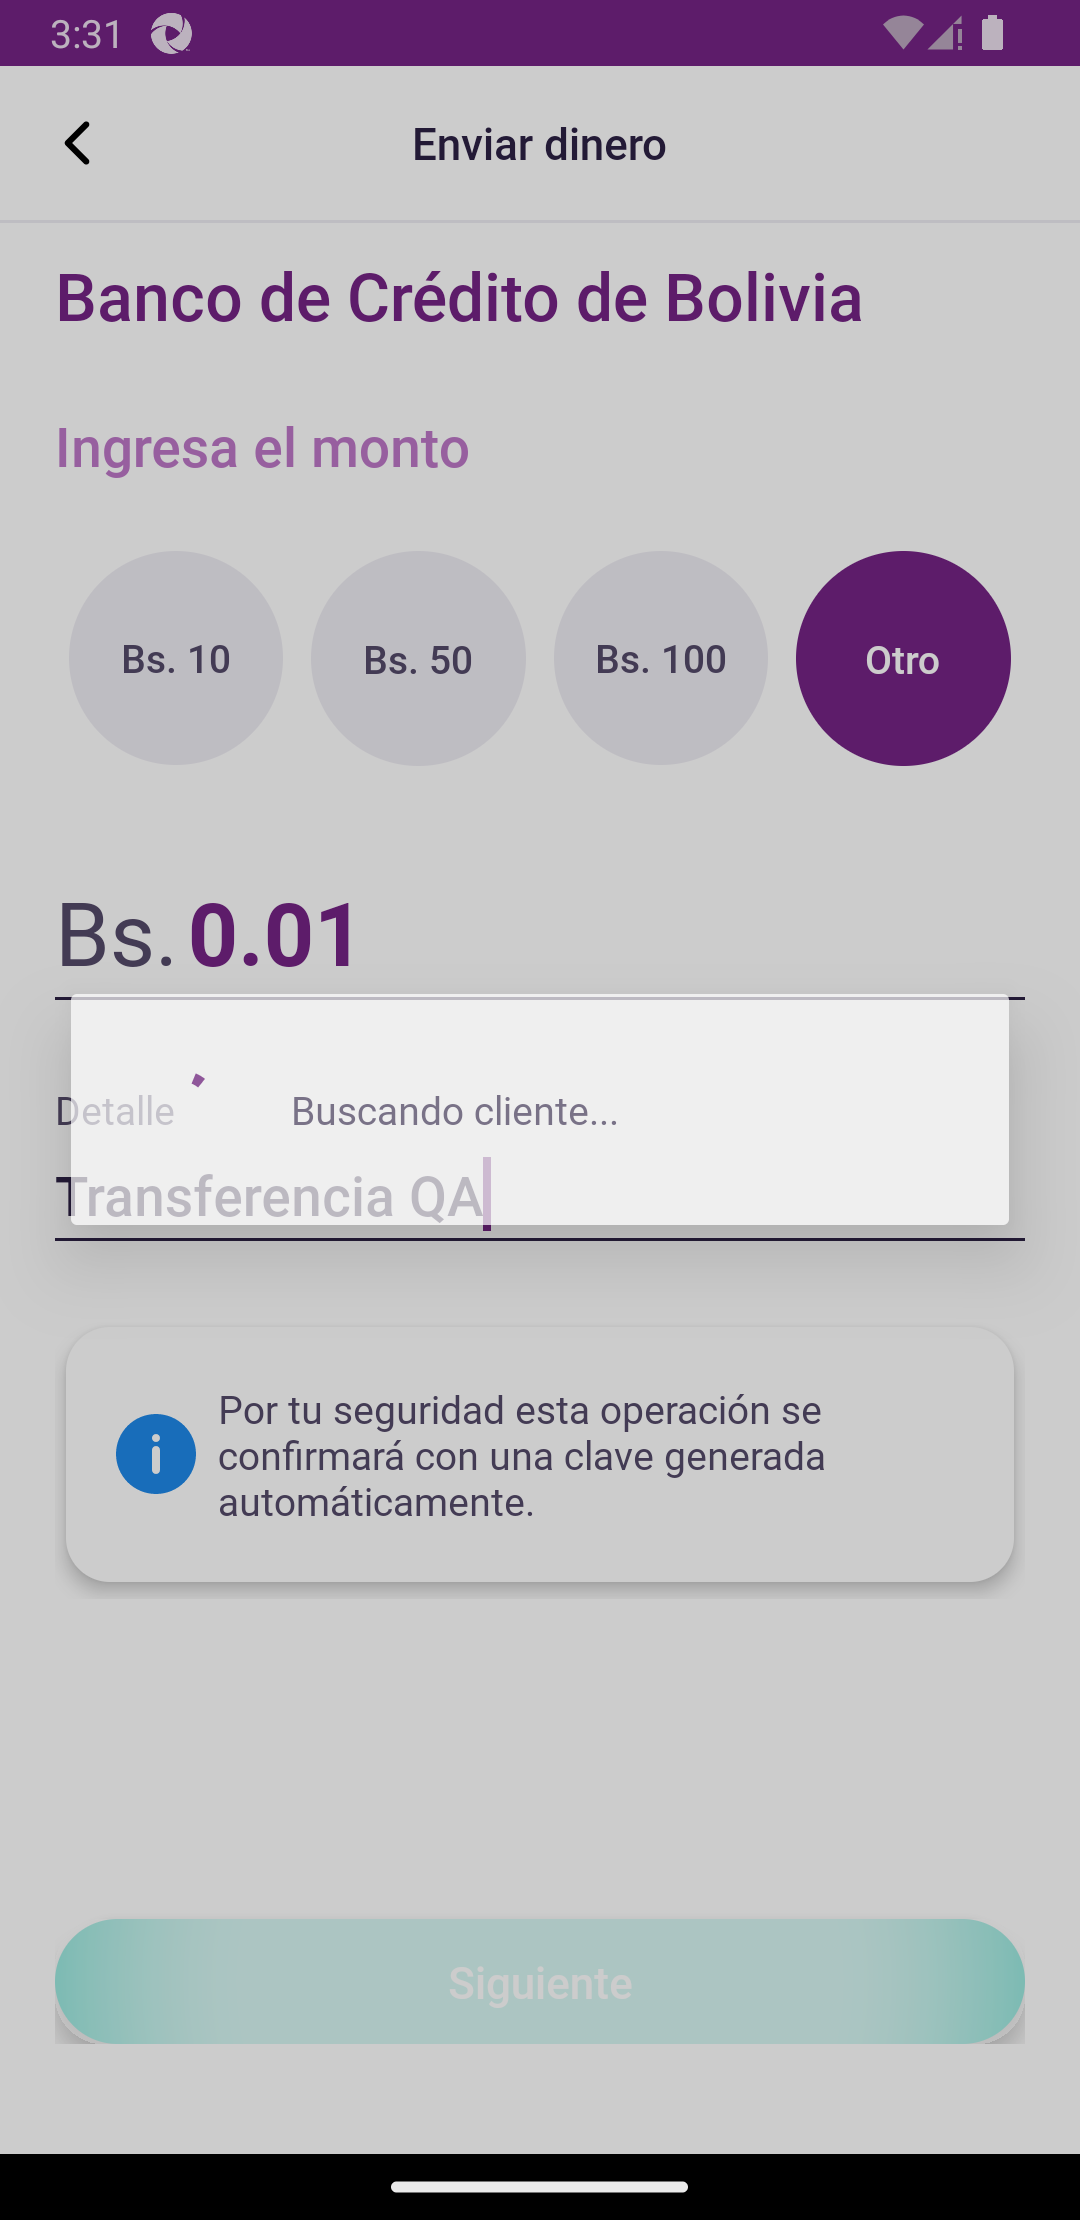 3:31
Enviar dinero
Banco de Crédito de Bolivia
Ingresa el monto
Bs. 10
Bs. 50
Bs. 100
Otro
Bs. 0.01
Detalle
Buscando cliente...
Transferencia QA
Por tu seguridad esta operación se
confirmará con una clave generada
automáticamente.
Siguiente